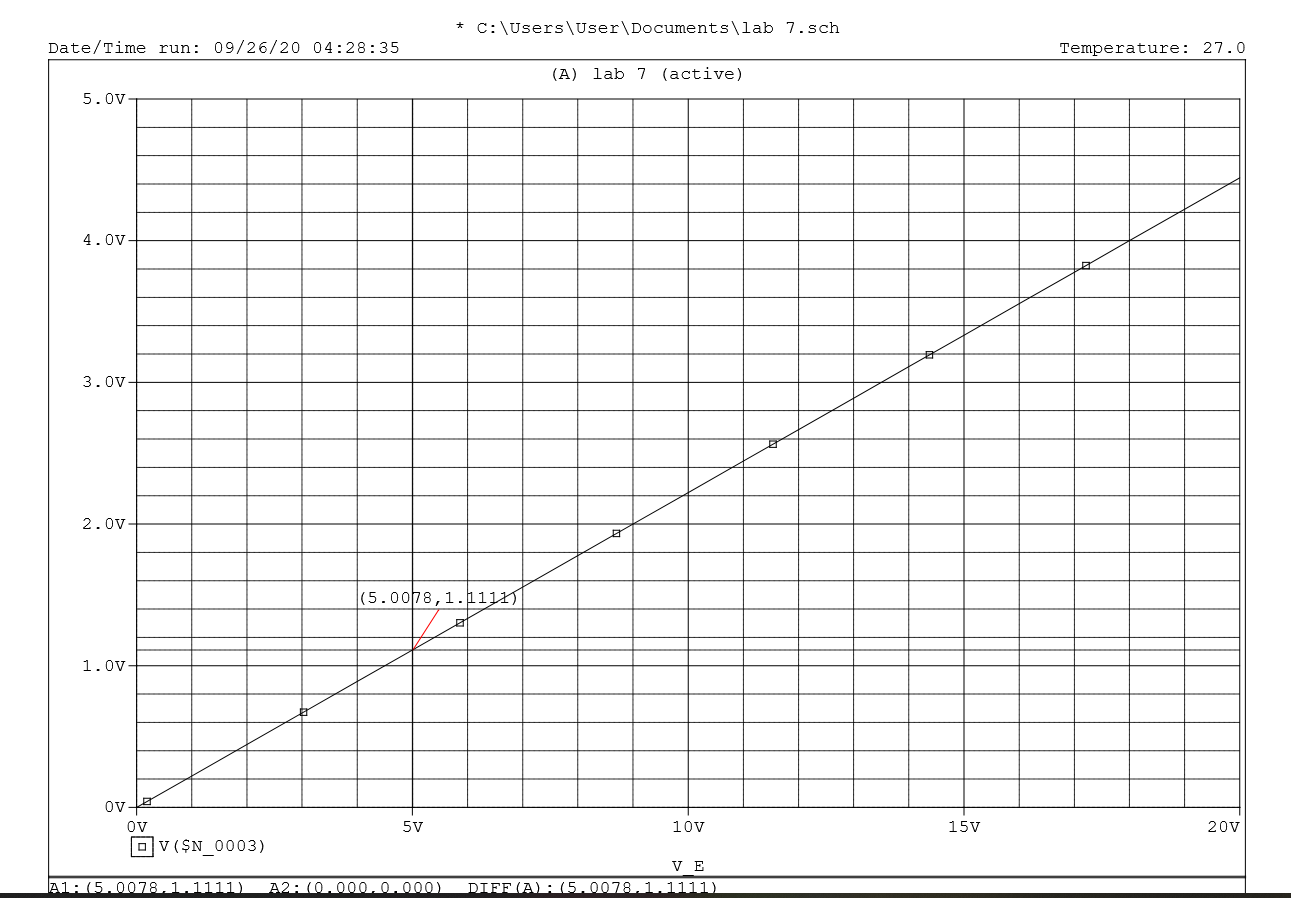 * C:\Users\User\Documents\lab 7.sch
Date/Time run: 09/26/20 04:28:35 Temperature: 27.0
(A) lab 7 (active)
5.0V
4.0V
3.0V
2.0V
(5.0078,1.1111)
1.0V
0V
0V 5V 10V 15V 20V
V($N_0003)
V_E
A1:(5.0078,1.1111) A2:(0.000,0.000) DIFF(A):(5.0078,1.1111)